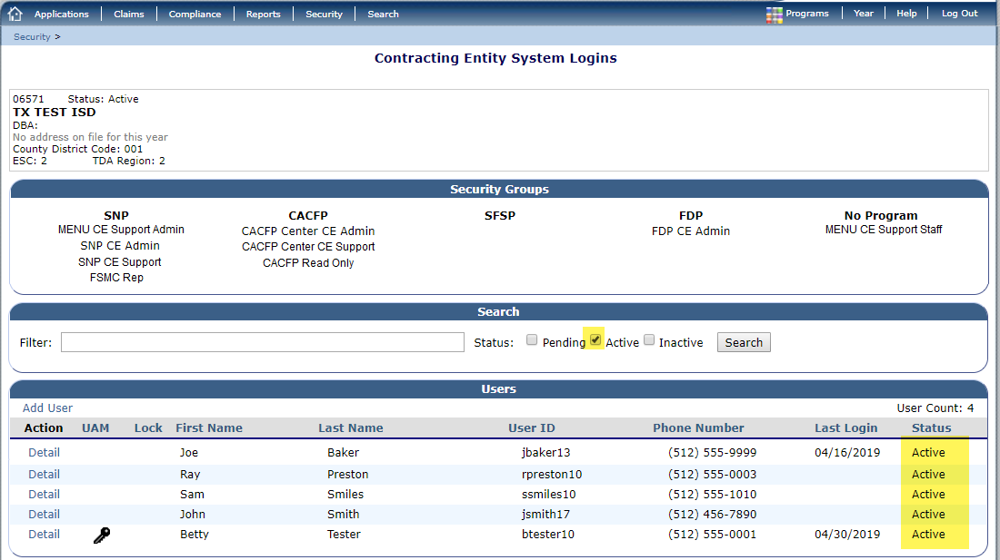 Applications Claims Compliance Reports Security Search Programs Year Help Log Out
Security >
Contracting Entity System Logins
06571 Status: Active
TX TEST ISD
DBA:
No address on file for this year
County District Code: 001
ESC: 2 TDA Region: 2
Security Groups
SNP CACFP SFSP FDP No Program
MENU CE Support Admin CACFP Center CE Admin FDP CE Admin MENU CE Support Staff
SNP CE Admin CACFP Center CE Support
SNP CE Support CACFP Read Only
FSMC Rep
Search
Filter: Status: Pending Active Inactive Search
Users
Add User User Count: 4
Action UAM Lock First Name Last Name User ID Phone Number Last Login Status
Detail Joe Baker jbaker13 (512) 555-9999 04/16/2019 Active
Detail Ray Preston rpreston10 (512) 555-0003 Active
Detail Sam Smiles ssmiles10 (512) 555-1010 Active
Detail John Smith jsmith17 (512) 456-7890 Active
Detail Betty Tester btester10 (512) 555-0001 04/30/2019 Active